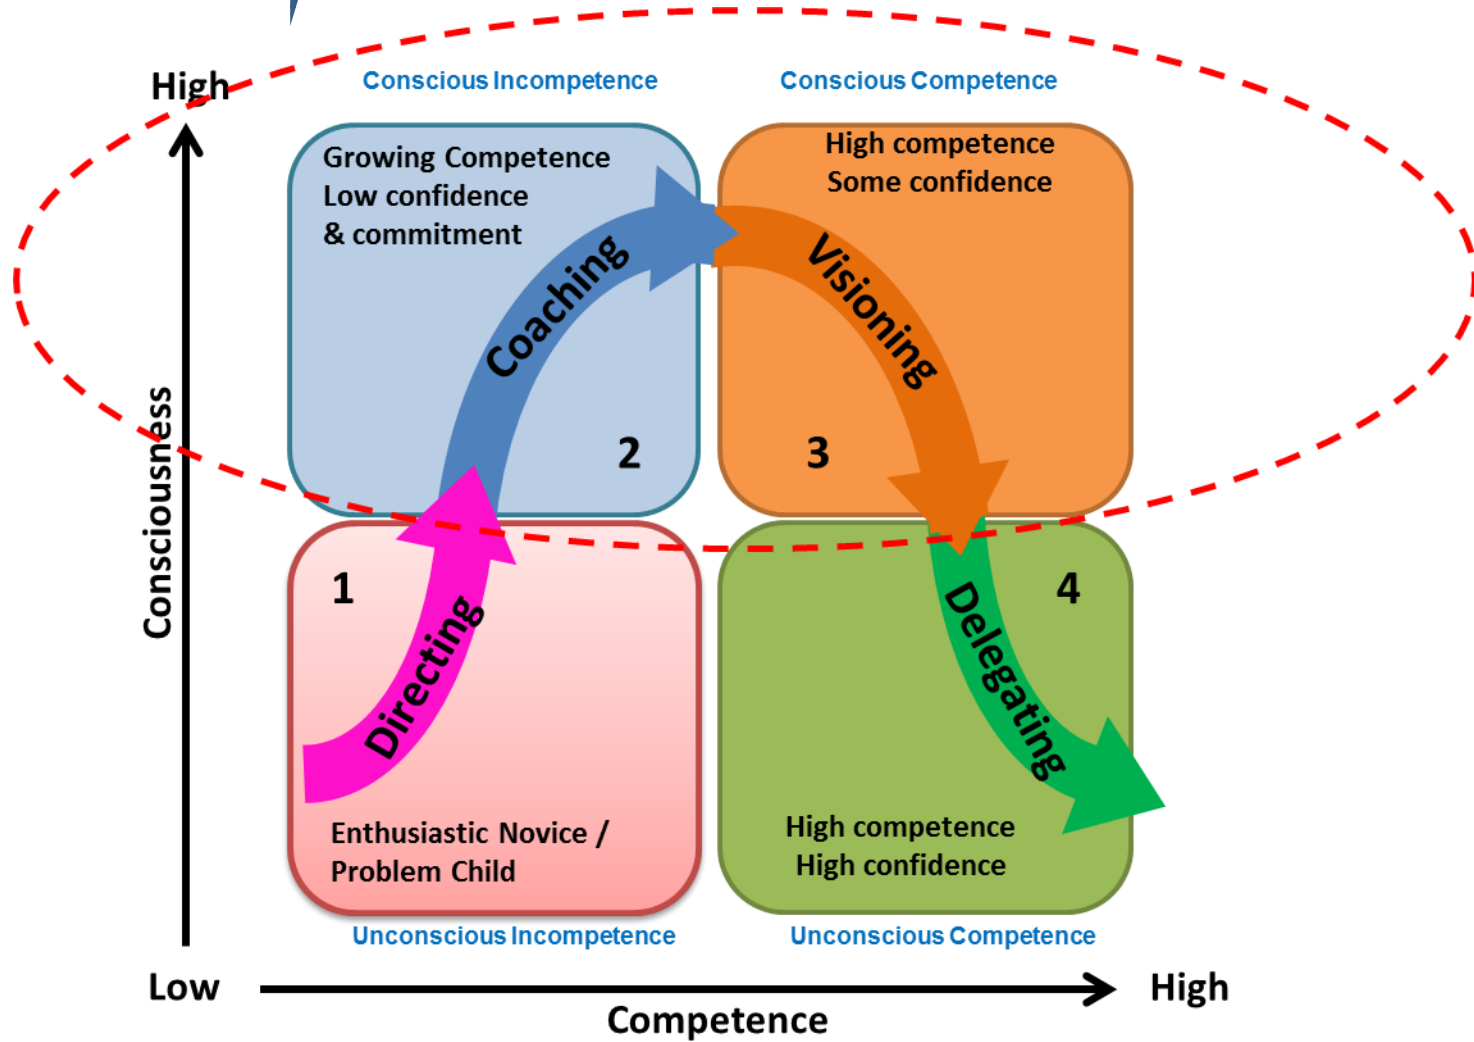 High
Conscious Incompetence
Conscious Competence
Growing Competence
Low confidence
& commitment
High competence
Some confidence
Coaching
Visioning
2
3
Consciousness
1
4
Directing
Delegating
Enthusiastic Novice /
Problem Child
High competence
High confidence
Unconscious Incompetence
Unconscious Competence
Low
High
Competence